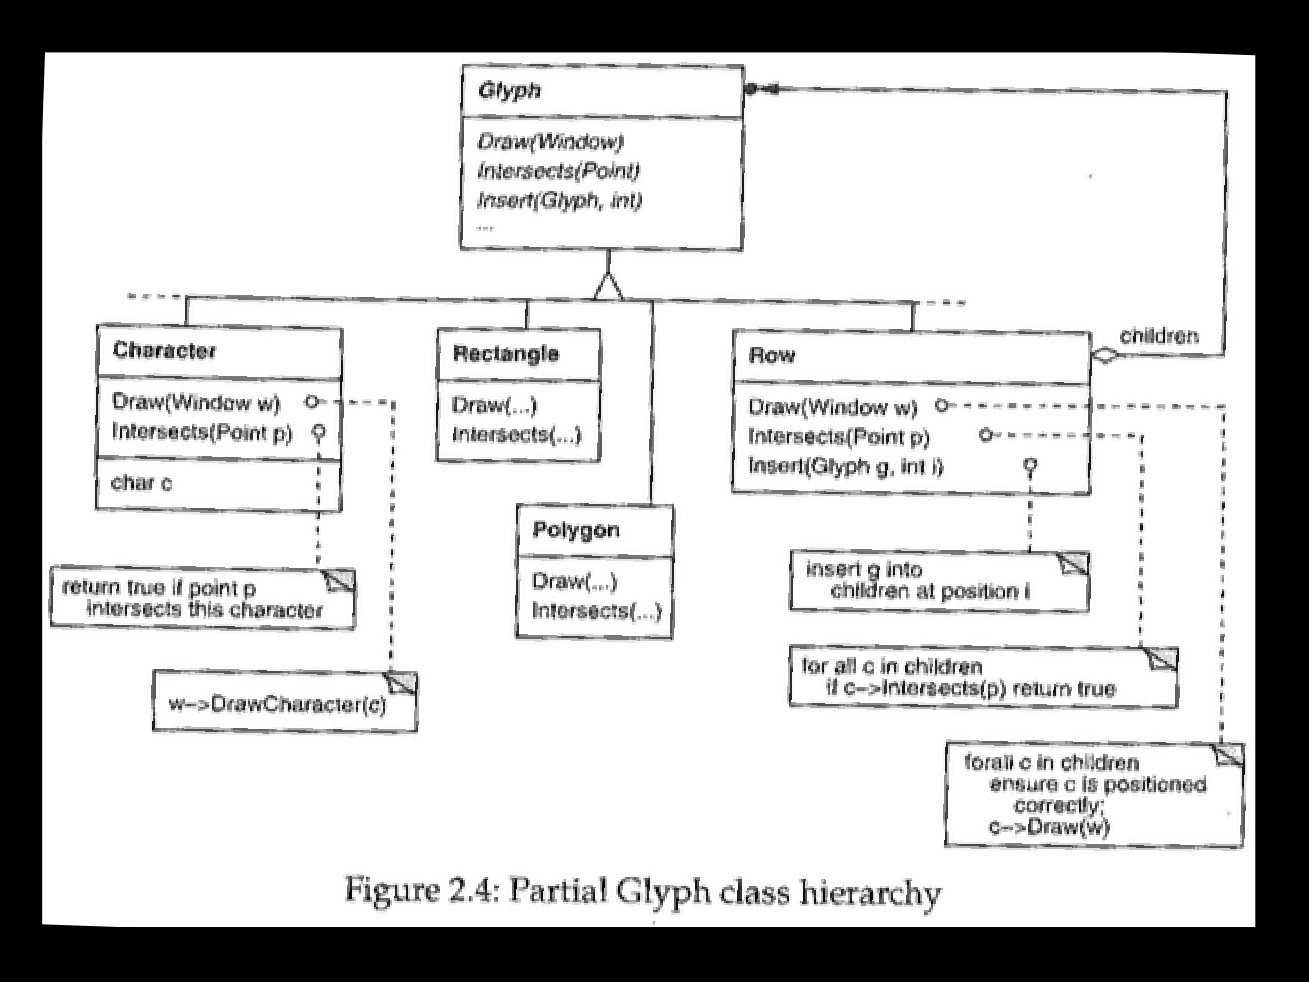 Glyph
Draw(Window)
Intersects(Point)
Insert(Glyph, int)
...
children
Character
Draw(Window w)
Intersects(Point p)
char c
Rectangle
Draw(...)
Intersects(...)
Row
Draw(Window w)
Intersects(Point p)
Insert(Glyph g, int i)
Polygon
Draw(...)
Intersects(...)
return true if point p
intersects this character
w->DrawCharacter(c)
insert g into
children at position i
for all c in children
if c->Intersects(p) return true
forall c in children
ensure c is positioned
correctly;
c->Draw(w)
Figure 2.4: Partial Glyph class hierarchy